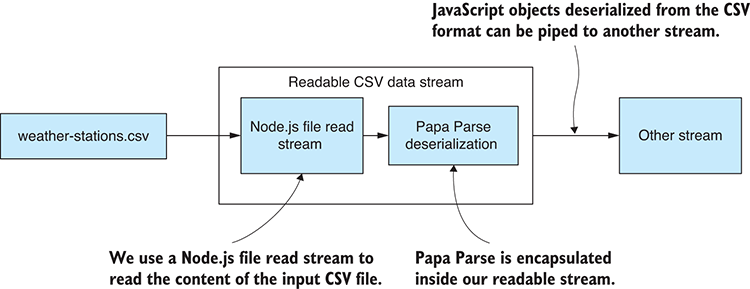 JavaScript objects deserialized from the CSV
format can be piped to another stream.
Readable CSV data stream
weather-stations.csv
Node.js file read
stream
Papa Parse
deserialization
Other stream
We use a Node.js file read stream to
read the content of the input CSV file.
Papa Parse is encapsulated
inside our readable stream.